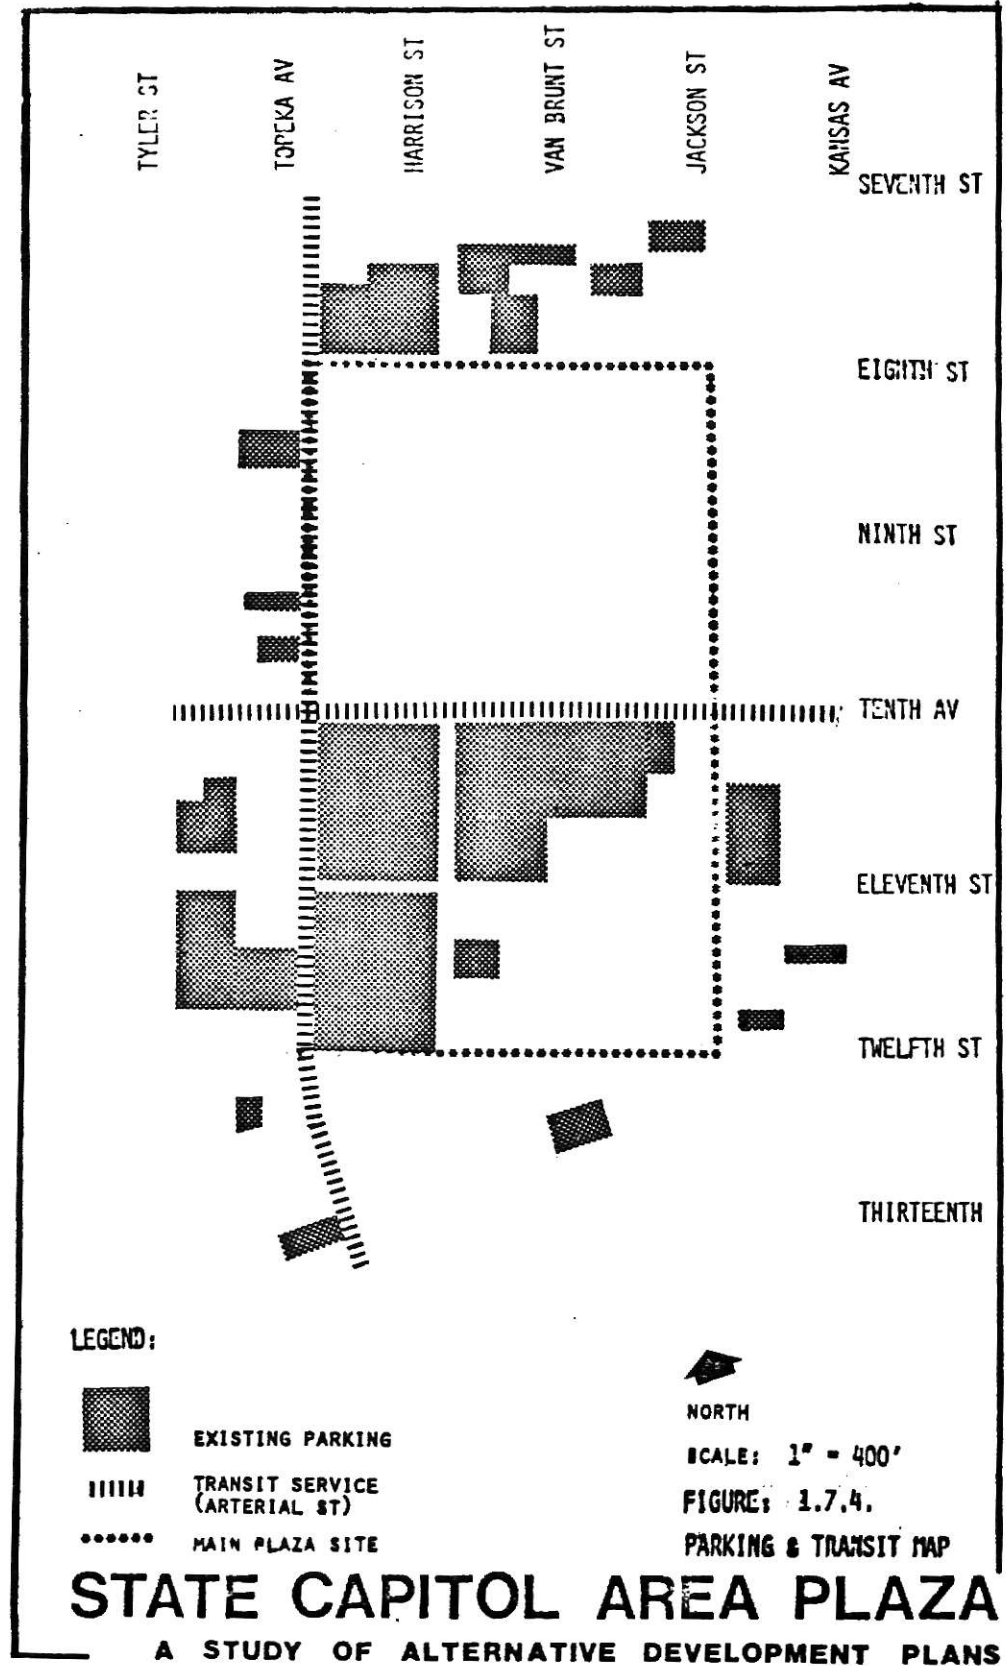 TYLER ST
TOPEKA AV
HARRISON ST
VAN BRUNT ST
JACKSON ST
KANSAS AV
SEVENTH ST
EIGHTH ST
NINTH ST
TENTH AV
ELEVENTH ST
TWELFTH ST
THIRTEENTH
LEGEND:
EXISTING PARKING
TRANSIT SERVICE
(ARTERIAL ST)
MAIN PLAZA SITE
NORTH
SCALE: 1" = 400'
FIGURE: 1.7.4.
PARKING & TRANSIT MAP
STATE CAPITOL AREA PLAZA
A STUDY OF ALTERNATIVE DEVELOPMENT PLANS